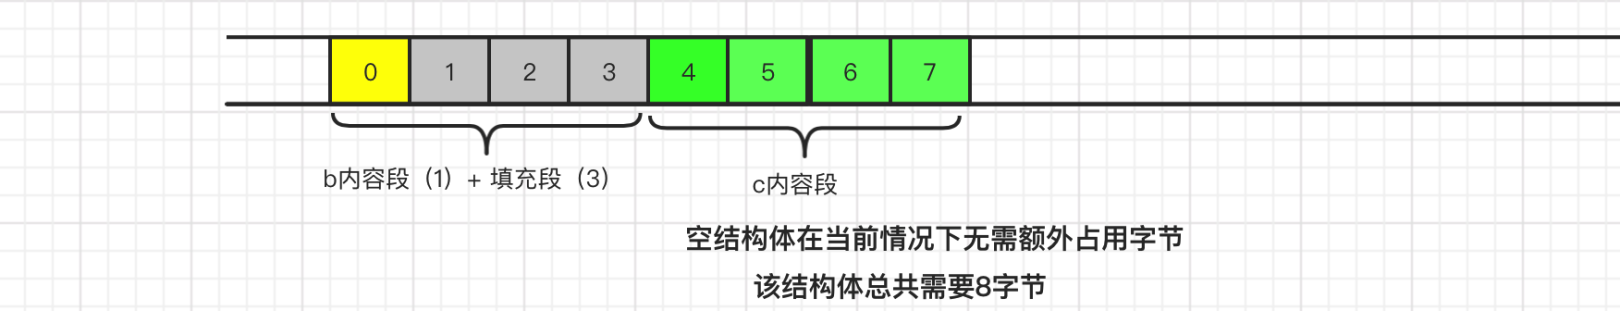 0 1 2 3 4 5 6 7
b内容段（1）+ 填充段（3）
c内容段
空结构体在当前情况下无需额外占用字节
该结构体总共需要8字节